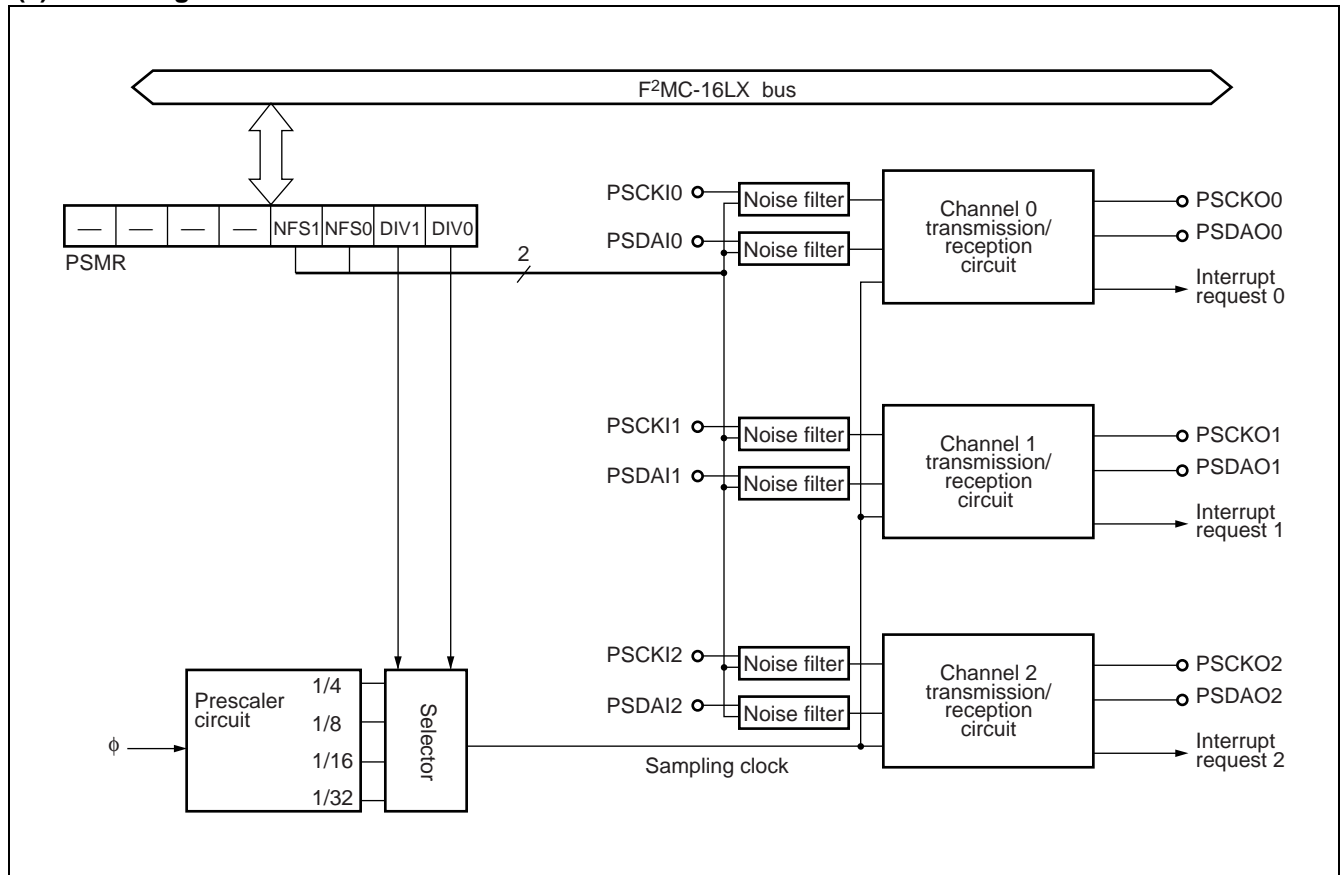 F2MC-16LX bus
— — — — NFS1 NFS0 DIV1 DIV0
PSMR
2
PSCKI0
PSDAI0
Noise filter
Noise filter
Channel 0
transmission/
reception
circuit
PSCKO0
PSDAO0
Interrupt
request 0
PSCKI1
PSDAI1
Noise filter
Noise filter
Channel 1
transmission/
reception
circuit
PSCKO1
PSDAO1
Interrupt
request 1
PSCKI2
PSDAI2
Noise filter
Noise filter
Channel 2
transmission/
reception
circuit
PSCKO2
PSDAO2
Interrupt
request 2
ϕ
Prescaler
circuit
1/4
1/8
1/16
1/32
Selector
Sampling clock